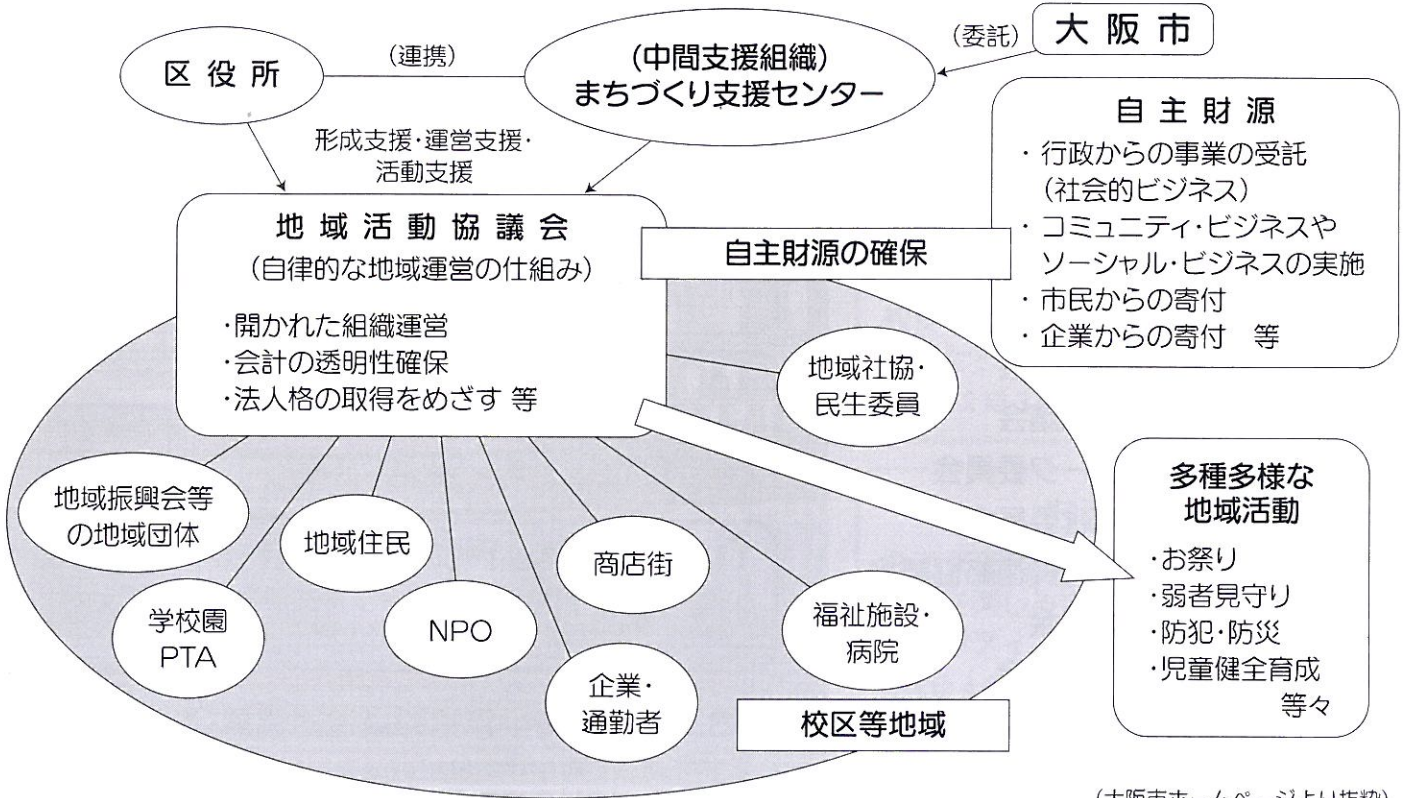 大阪市
(委託)
(中間支援組織)
まちづくり支援センター
(連携)
区役所
形成支援・運営支援・
活動支援
自主財源
・行政からの事業の受託
(社会的ビジネス)
・コミュニティ・ビジネスや
ソーシャル・ビジネスの実施
・市民からの寄付
・企業からの寄付 等
地域活動協議会
(自律的な地域運営の仕組み)
・開かれた組織運営
・会計の透明性確保
・法人格の取得をめざす 等
自主財源の確保
地域社協・
民生委員
地域振興会等
の地域団体
学校園
PTA
地域住民
NPO
商店街
企業・
通勤者
福祉施設・
病院
校区等地域
多種多様な
地域活動
・お祭り
・弱者見守り
・防犯・防災
・児童健全育成
等々